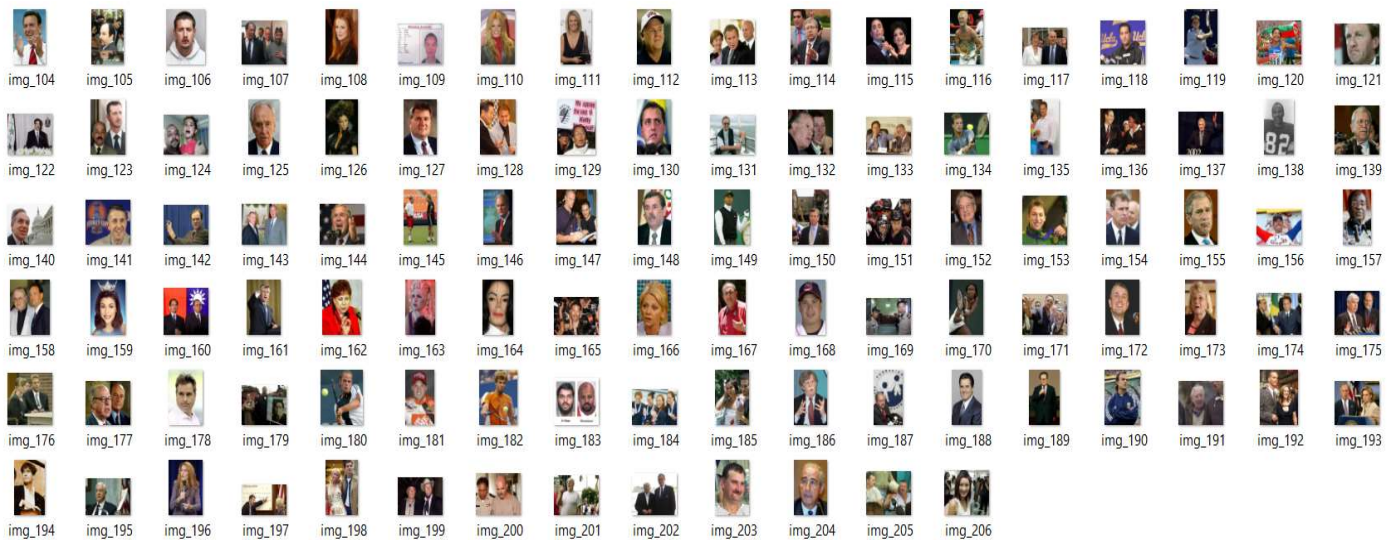 img_104 img_105 img_106 img_107 img_108 img_109 img_110 img_111 img_112 img_113 img_114 img_115 img_116 img_117 img_118 img_119 img_120 img_121
img_122 img_123 img_124 img_125 img_126 img_127 img_128 img_129 img_130 img_131 img_132 img_133 img_134 img_135 img_136 img_137 img_138 img_139
82
img_140 img_141 img_142 img_143 img_144 img_145 img_146 img_147 img_148 img_149 img_150 img_151 img_152 img_153 img_154 img_155 img_156 img_157
img_158 img_159 img_160 img_161 img_162 img_163 img_164 img_165 img_166 img_167 img_168 img_169 img_170 img_171 img_172 img_173 img_174 img_175
img_176 img_177 img_178 img_179 img_180 img_181 img_182 img_183 img_184 img_185 img_186 img_187 img_188 img_189 img_190 img_191 img_192 img_193
img_194 img_195 img_196 img_197 img_198 img_199 img_200 img_201 img_202 img_203 img_204 img_205 img_206